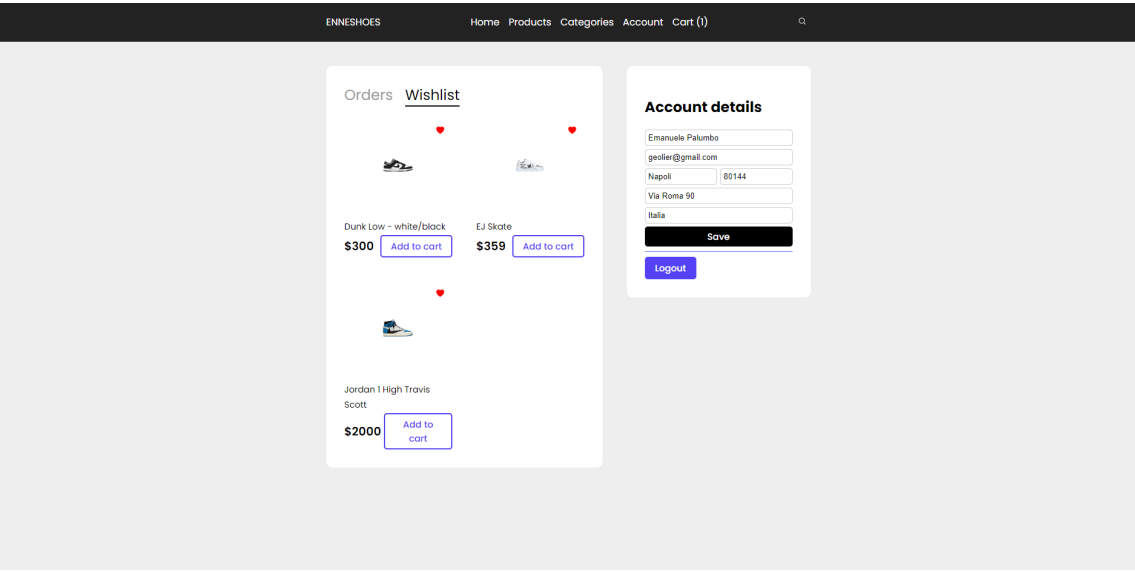 ENNESHOES Home Products Categories Account Cart (1)
Orders Wishlist
Dunk Low - white/black
$300 Add to cart
EJ Skate
$359 Add to cart
Jordan 1 High Travis
Scott
$2000 Add to
cart
Account details
Emanuele Palumbo
geolier@gmail.com
Napoli 80144
Via Roma 90
Italia
Save
Logout